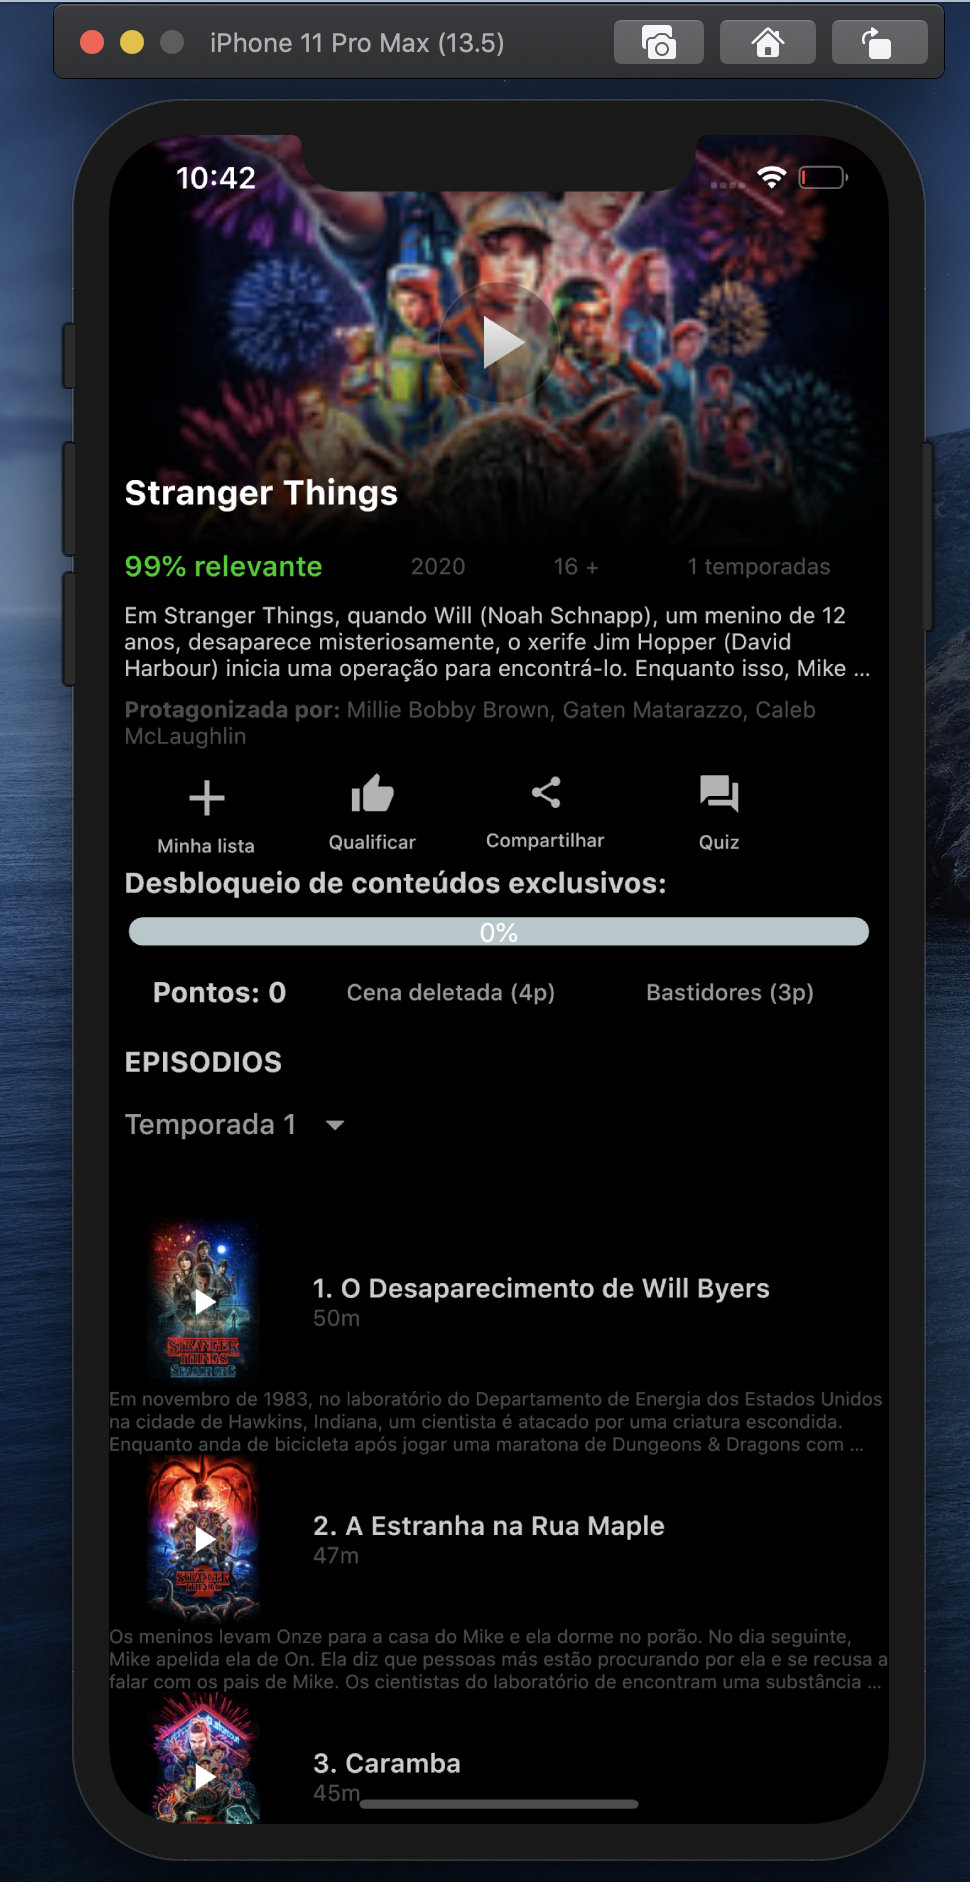 iPhone 11 Pro Max (13.5)
10:42
Stranger Things
99% relevante 2020 16 + 1 temporadas
Em Stranger Things, quando Will (Noah Schnapp), um menino de 12
anos, desaparece misteriosamente, o xerife Jim Hopper (David
Harbour) inicia uma operação para encontrá-lo. Enquanto isso, Mike ...
Protagonizada por: Millie Bobby Brown, Gaten Matarazzo, Caleb
McLaughlin
Minha lista Qualificar Compartilhar Quiz
Desbloqueio de conteúdos exclusivos:
0%
Pontos: 0 Cena deletada (4p) Bastidores (3p)
EPISODIOS
Temporada 1
STRANGER
THINGS
SEASON ONE
1. O Desaparecimento de Will Byers
50m
Em novembro de 1983, no laboratório do Departamento de Energia dos Estados Unidos
na cidade de Hawkins, Indiana, um cientista é atacado por uma criatura escondida.
Enquanto anda de bicicleta após jogar uma maratona de Dungeons & Dragons com ...
STRANGER
THINGS
2. A Estranha na Rua Maple
47m
Os meninos levam Onze para a casa do Mike e ela dorme no porão. No dia seguinte,
Mike apelida ela de On. Ela diz que pessoas más estão procurando por ela e se recusa a
falar com os pais de Mike. Os cientistas do laboratório de encontram uma substância ...
3. Caramba
45m